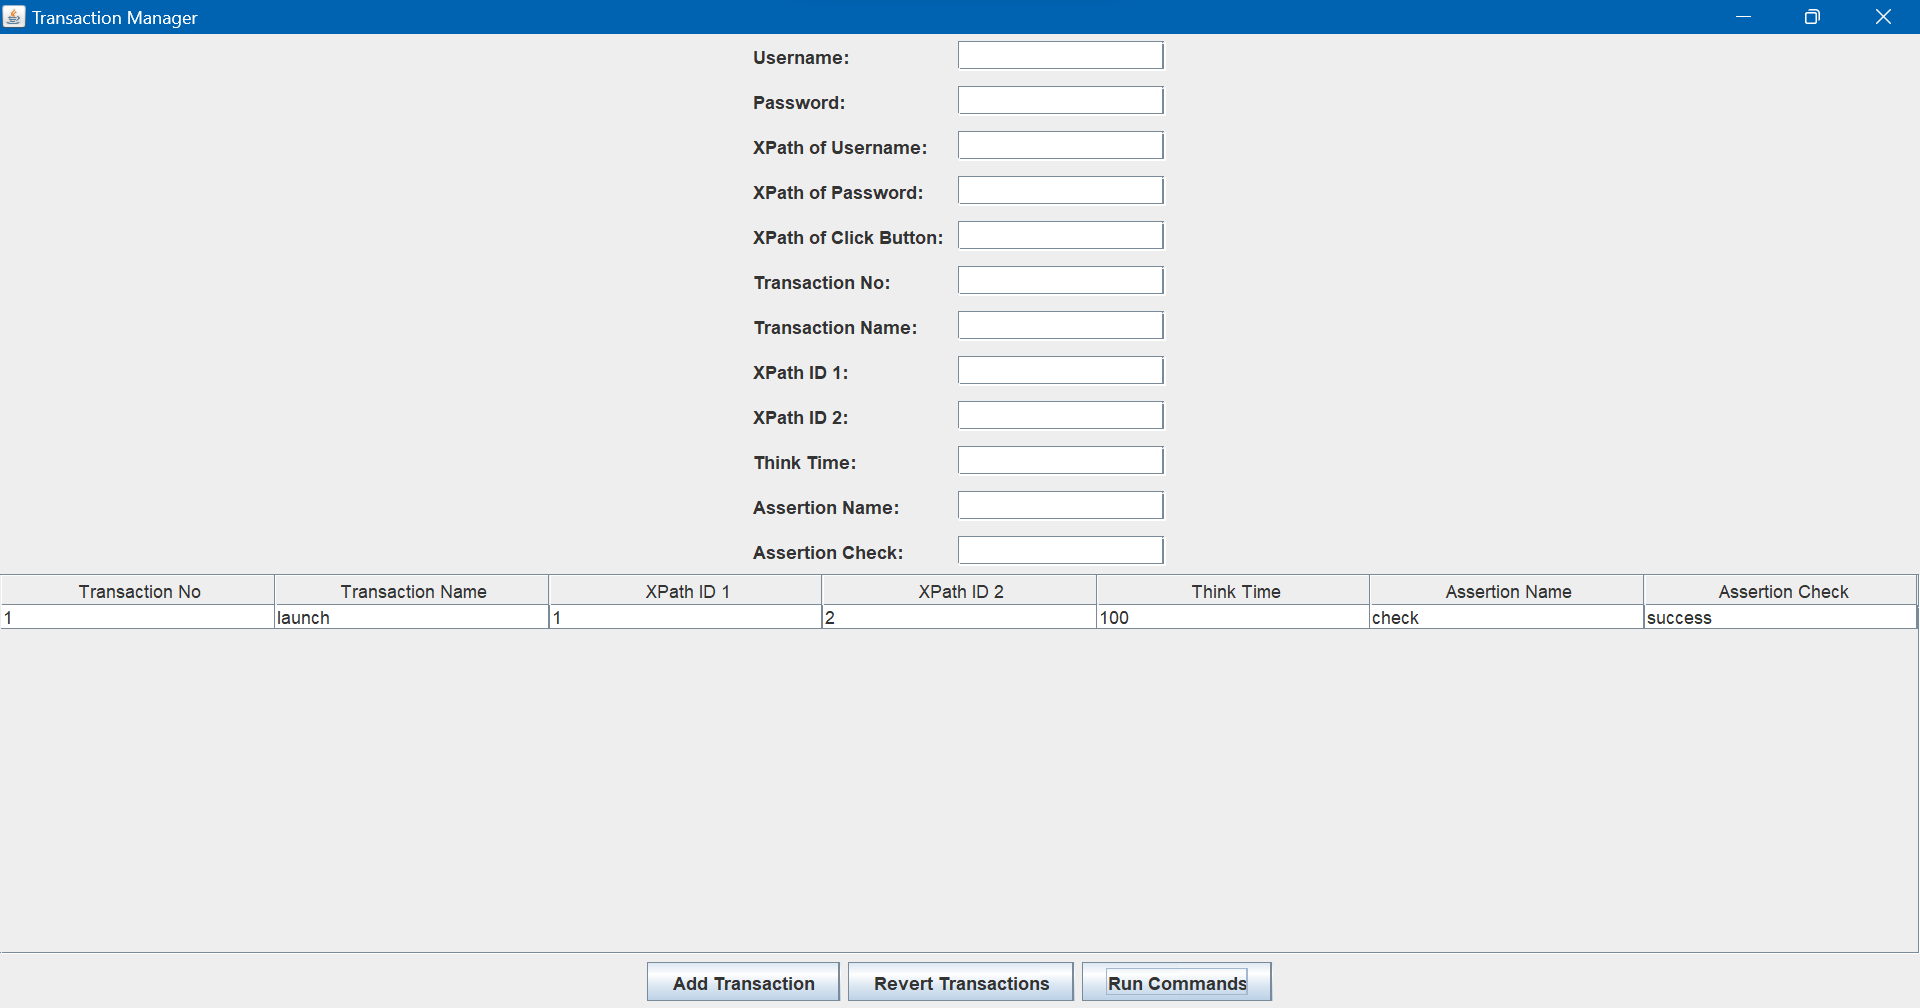 Transaction Manager
Username:
Password:
XPath of Username:
XPath of Password:
XPath of Click Button:
Transaction No:
Transaction Name:
XPath ID 1:
XPath ID 2:
Think Time:
Assertion Name:
Assertion Check:
Transaction No Transaction Name XPath ID 1 XPath ID 2 Think Time Assertion Name Assertion Check
1 launch 1 2 100 check success
Add Transaction Revert Transactions Run Commands